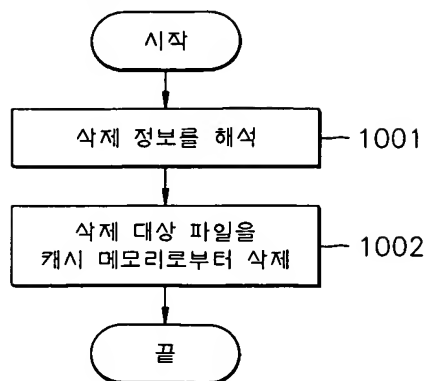 시작
삭제 정보를 해석
1001
삭제 대상 파일을
캐시 메모리로부터 삭제
1002
끝